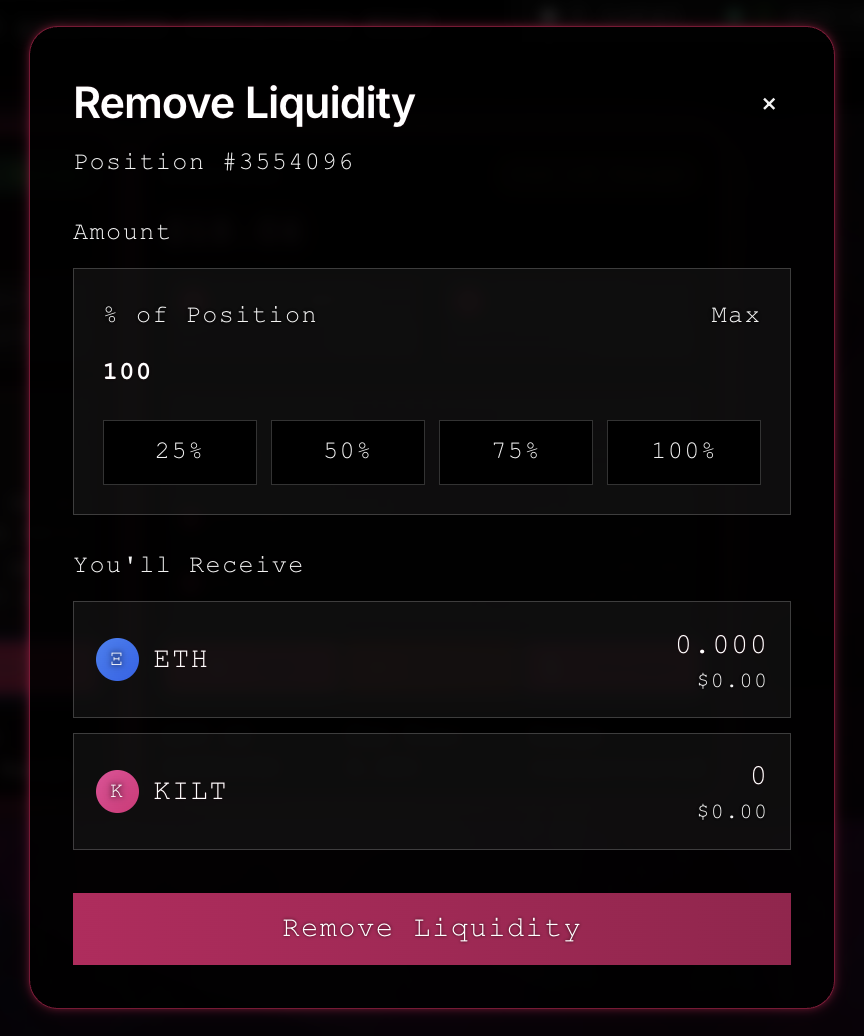 Remove Liquidity
×
Position #3554096
Amount
% of Position Max
100
25% 50% 75% 100%
You'll Receive
Ξ ETH 0.000
$0.00
K KILT 0
$0.00
Remove Liquidity